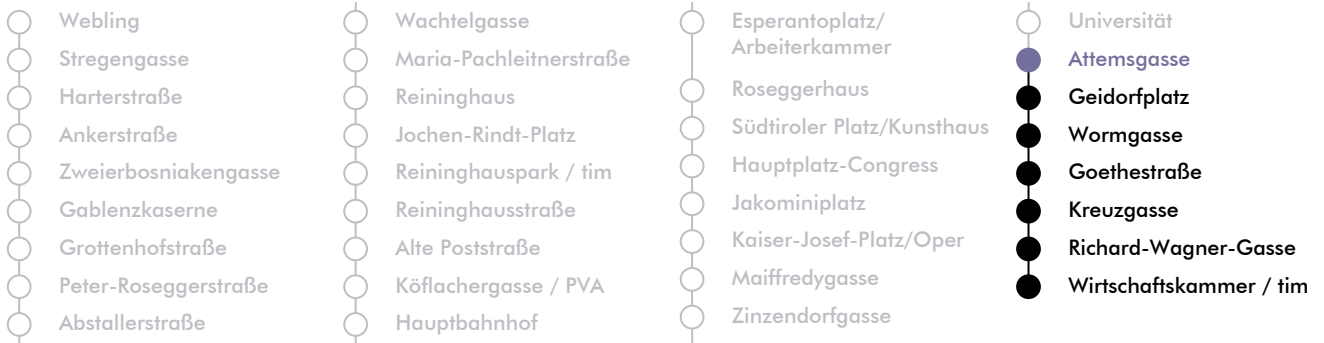 Webling
Stregengasse
Harterstraße
Ankerstraße
Zweierbosniakengasse
Gablenzkaserne
Grottenhofstraße
Peter-Roseggerstraße
Abstallerstraße
Wachtelgasse
Maria-Pachleitnerstraße
Reininghaus
Jochen-Rindt-Platz
Reininghauspark / tim
Reininghausstraße
Alte Poststraße
Köflachergasse / PVA
Hauptbahnhof
Esperantoplatz/
Arbeiterkammer
Roseggerhaus
Südtiroler Platz/Kunsthaus
Hauptplatz-Congress
Jakominiplatz
Kaiser-Josef-Platz/Oper
Maiffredygasse
Zinzendorfgasse
Universität
Attemsgasse
Geidorfplatz
Wormgasse
Goethestraße
Kreuzgasse
Richard-Wagner-Gasse
Wirtschaftskammer / tim